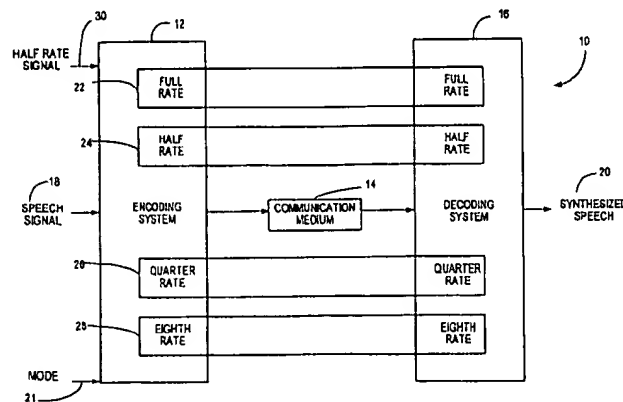 30
12
16
10
HALF RATE
SIGNAL
22
FULL
RATE
FULL
RATE
24
HALF
RATE
HALF
RATE
18
SPEECH
SIGNAL
ENCODING
SYSTEM
14
COMMUNICATION
MEDIUM
DECODING
SYSTEM
20
SYNTHESIZED
SPEECH
26
QUARTER
RATE
QUARTER
RATE
28
EIGHTH
RATE
EIGHTH
RATE
MODE
21